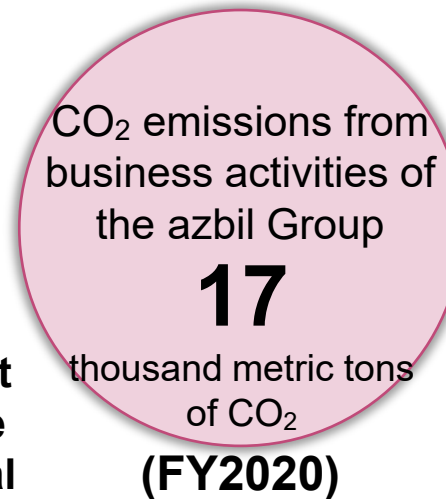 CO₂ emissions from
business activities of
the azbil Group
17
thousand metric tons
of CO₂
(FY2020)